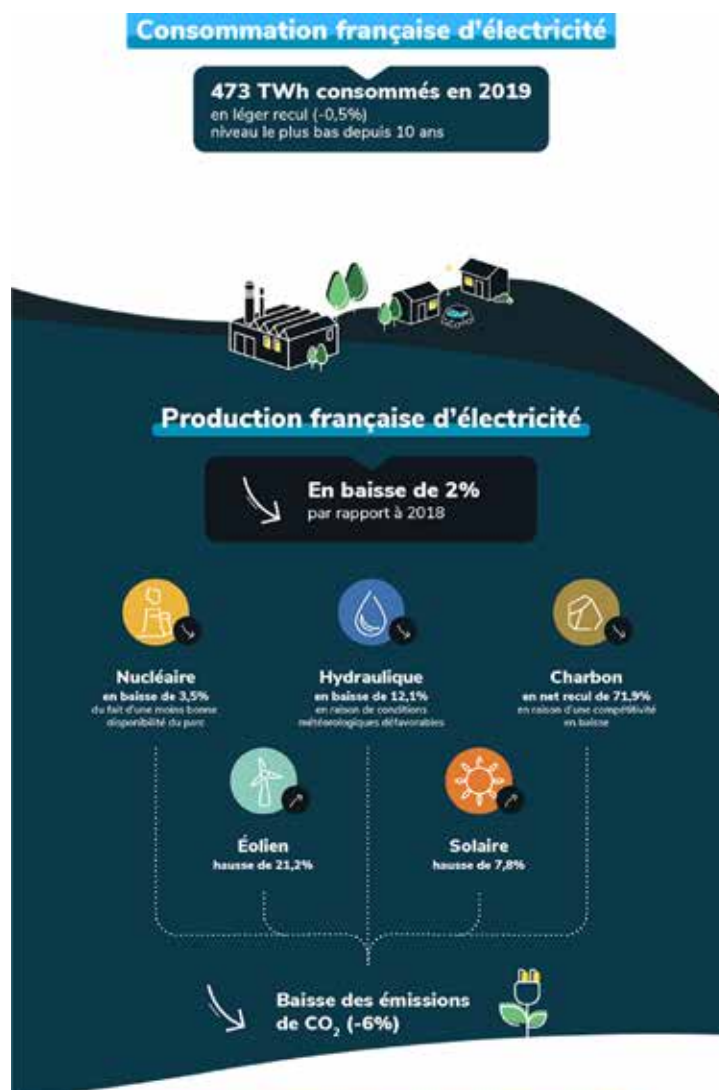 Consommation française d'électricité
473 TWh consommés en 2019
en léger recul (-0,5%)
niveau le plus bas depuis 10 ans
Production française d'électricité
En baisse de 2%
par rapport à 2018
Nucléaire
en baisse de 3,5%
du fait d'une moins bonne
disponibilité du parc
Hydraulique
en baisse de 12,1%
en raison de conditions
météorologiques défavorables
Charbon
en net recul de 71,9%
en raison d'une compétitivité
en baisse
Éolien
hausse de 21,2%
Solaire
hausse de 7,8%
Baisse des émissions
de CO₂ (-6%)